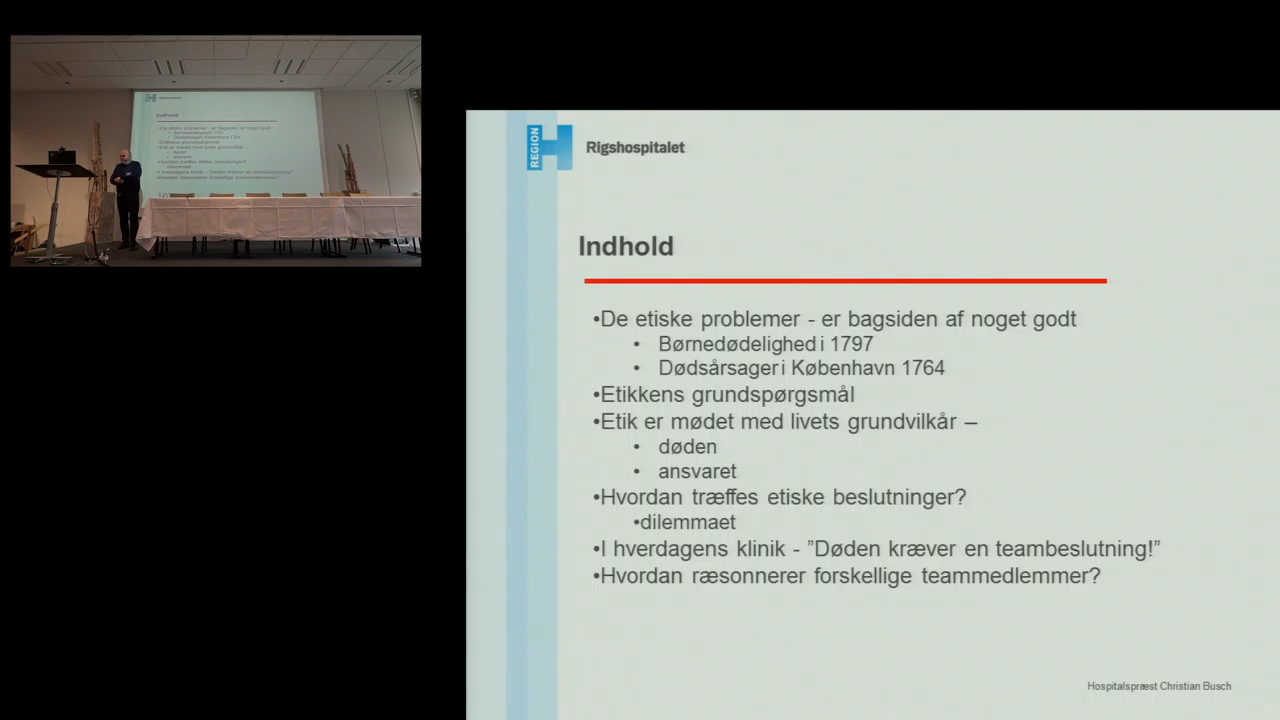 REGION
Rigshospitalet
Indhold
•De etiske problemer - er bagsiden af noget godt
• Børnedødelighed i 1797
• Dødsårsager i København 1764
•Etikkens grundspørgsmål
•Etik er mødet med livets grundvilkår –
• døden
• ansvaret
•Hvordan træffes etiske beslutninger?
•dilemmaet
•I hverdagens klinik - ”Døden kræver en teambeslutning!”
•Hvordan ræsonnerer forskellige teammedlemmer?
Hospitalspræst Christian Busch